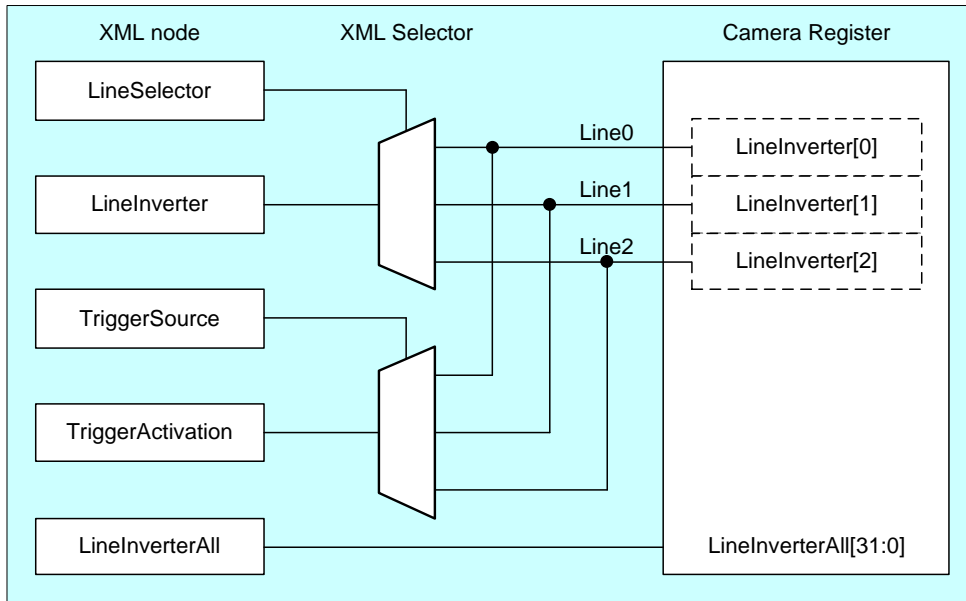 XML node
XML Selector
Camera Register
LineSelector
Line0
LineInverter[0]
LineInverter
Line1
LineInverter[1]
Line2
LineInverter[2]
TriggerSource
TriggerActivation
LineInverterAll
LineInverterAll[31:0]